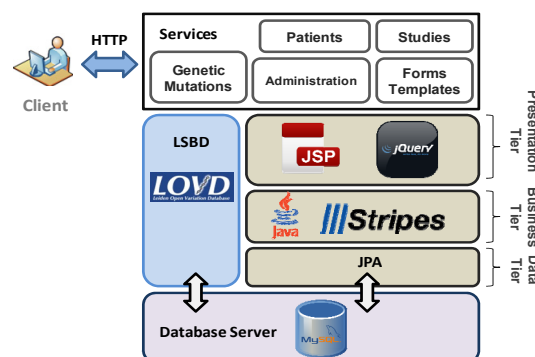 HTTP
Client
Services
Patients
Studies
Genetic
Mutations
Administration
Forms
Templates
LSBD
LOVD
Leiden Open Variation Database
JSP
jQuery
Presentation
Tier
Java
Stripes
Business
Tier
JPA
Data
Tier
Database Server
MySQL